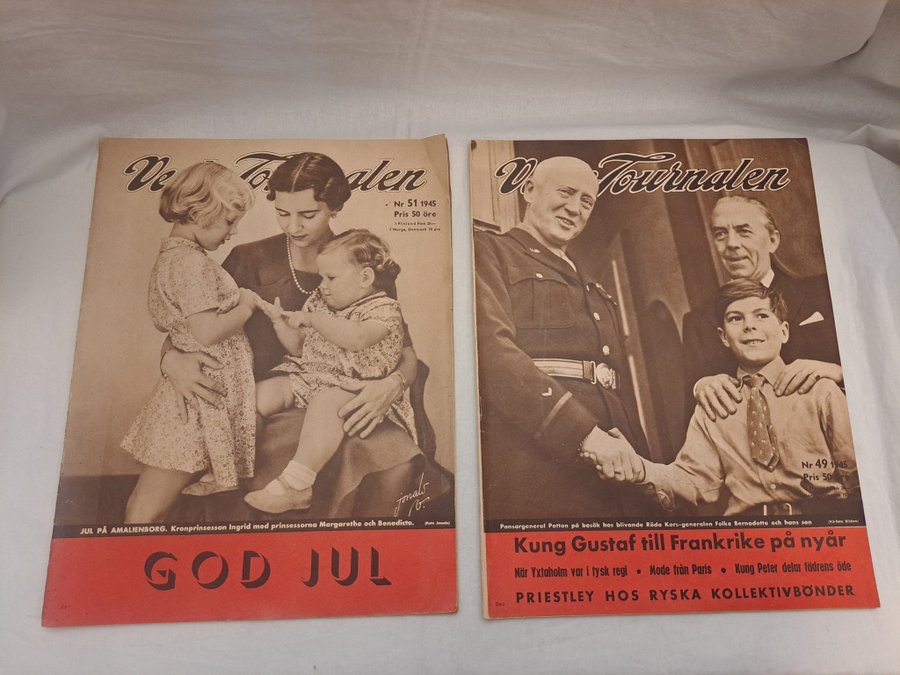 Ve Journalen
Nr 51 1945
Pris 50 öre
JUL PÅ AMALIENBORG. Kronprinsessan Ingrid med prinsessorna Margarethe och Benedicte.
GOD JUL
V Journalen
Nr 49 1945
Pris 50
Pansargeneral Patton på besök hos blivande Röda Kors-generalen Folke Bernadotte och hans son
Kung Gustaf till Frankrike på nyår
När Yxtaholm var i tysk regi • Mode från Paris • Kung Peter delar fädrens öde
PRIESTLEY HOS RYSKA KOLLEKTIVBÖNDER